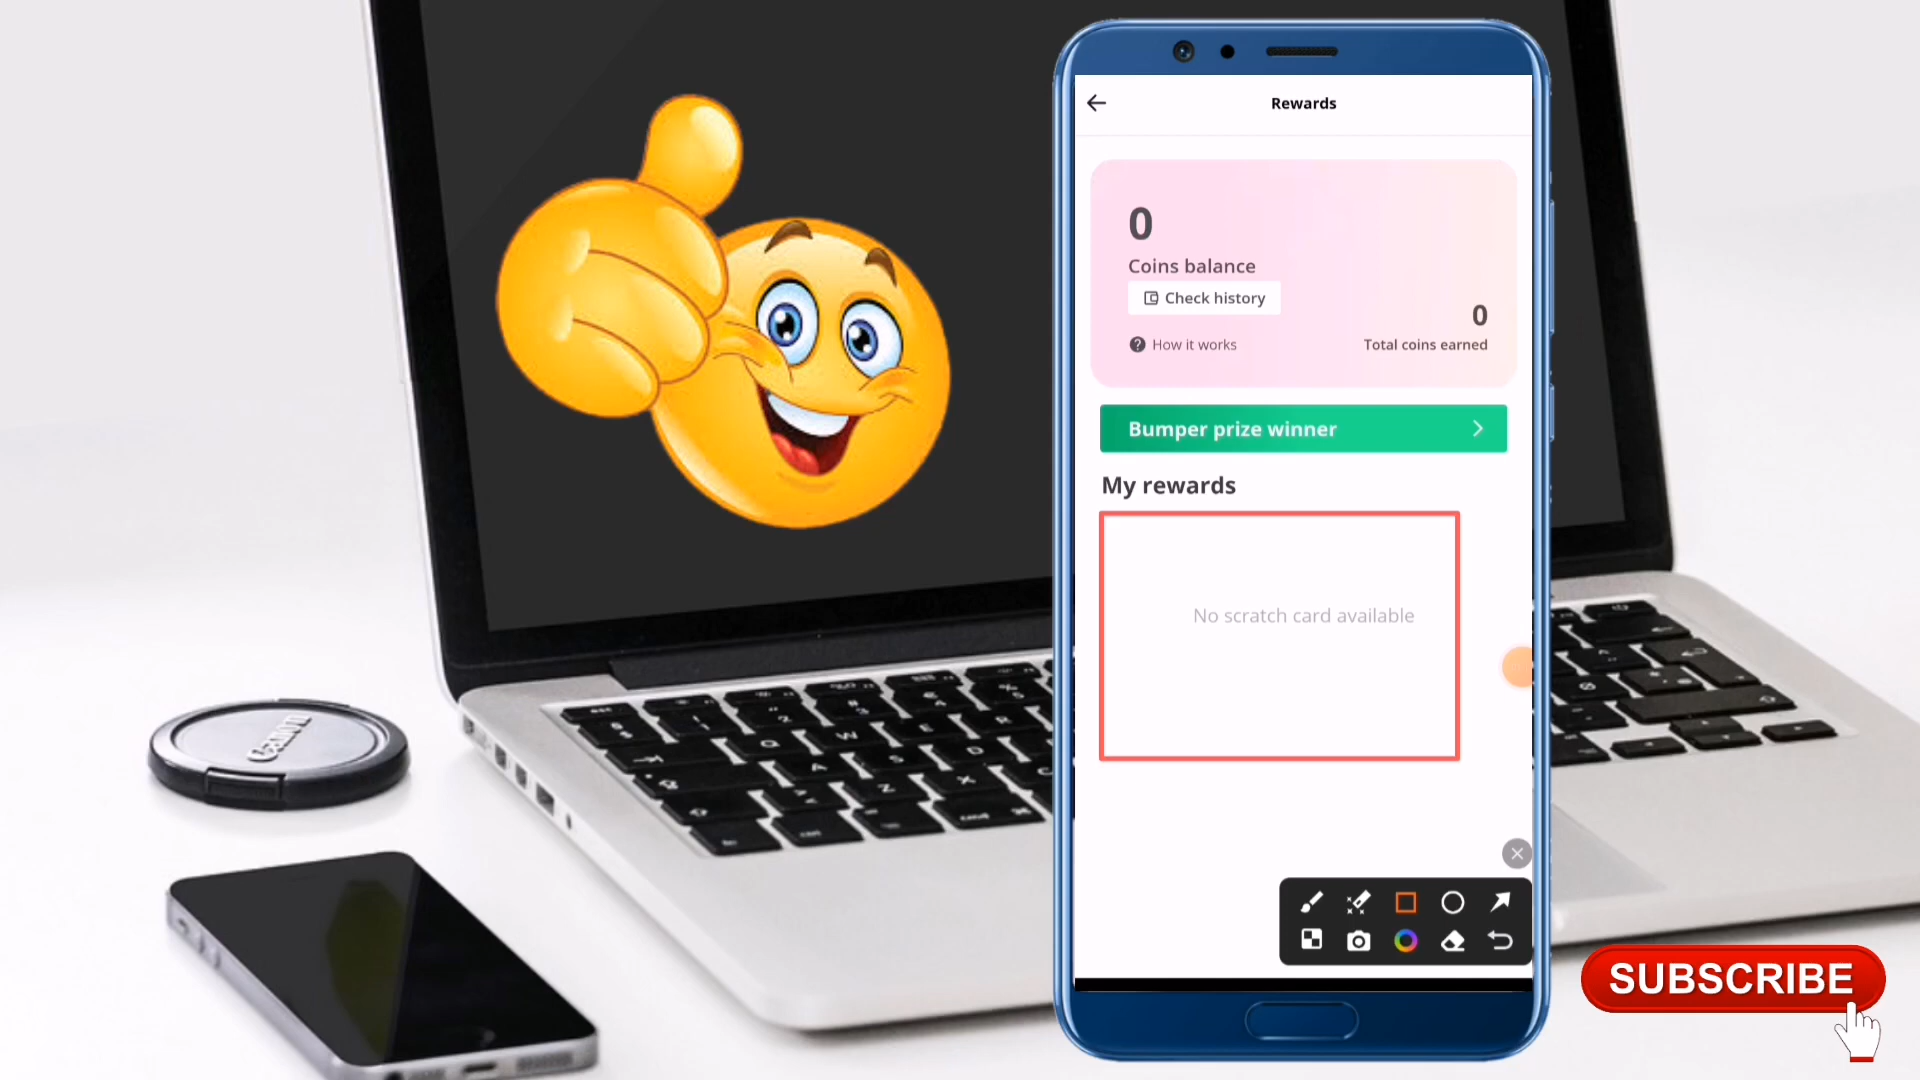 Rewards
0
Coins balance
Check history
0
How it works
Total coins earned
Bumper prize winner
My rewards
No scratch card available
Canon
SUBSCRIBE